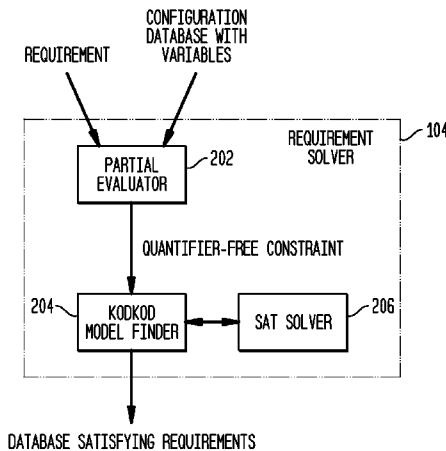 CONFIGURATION
DATABASE WITH
VARIABLES
REQUIREMENT
104
REQUIREMENT
SOLVER
PARTIAL
EVALUATOR
202
QUANTIFIER-FREE CONSTRAINT
204
KODKOD
MODEL FINDER
SAT SOLVER
206
DATABASE SATISFYING REQUIREMENTS